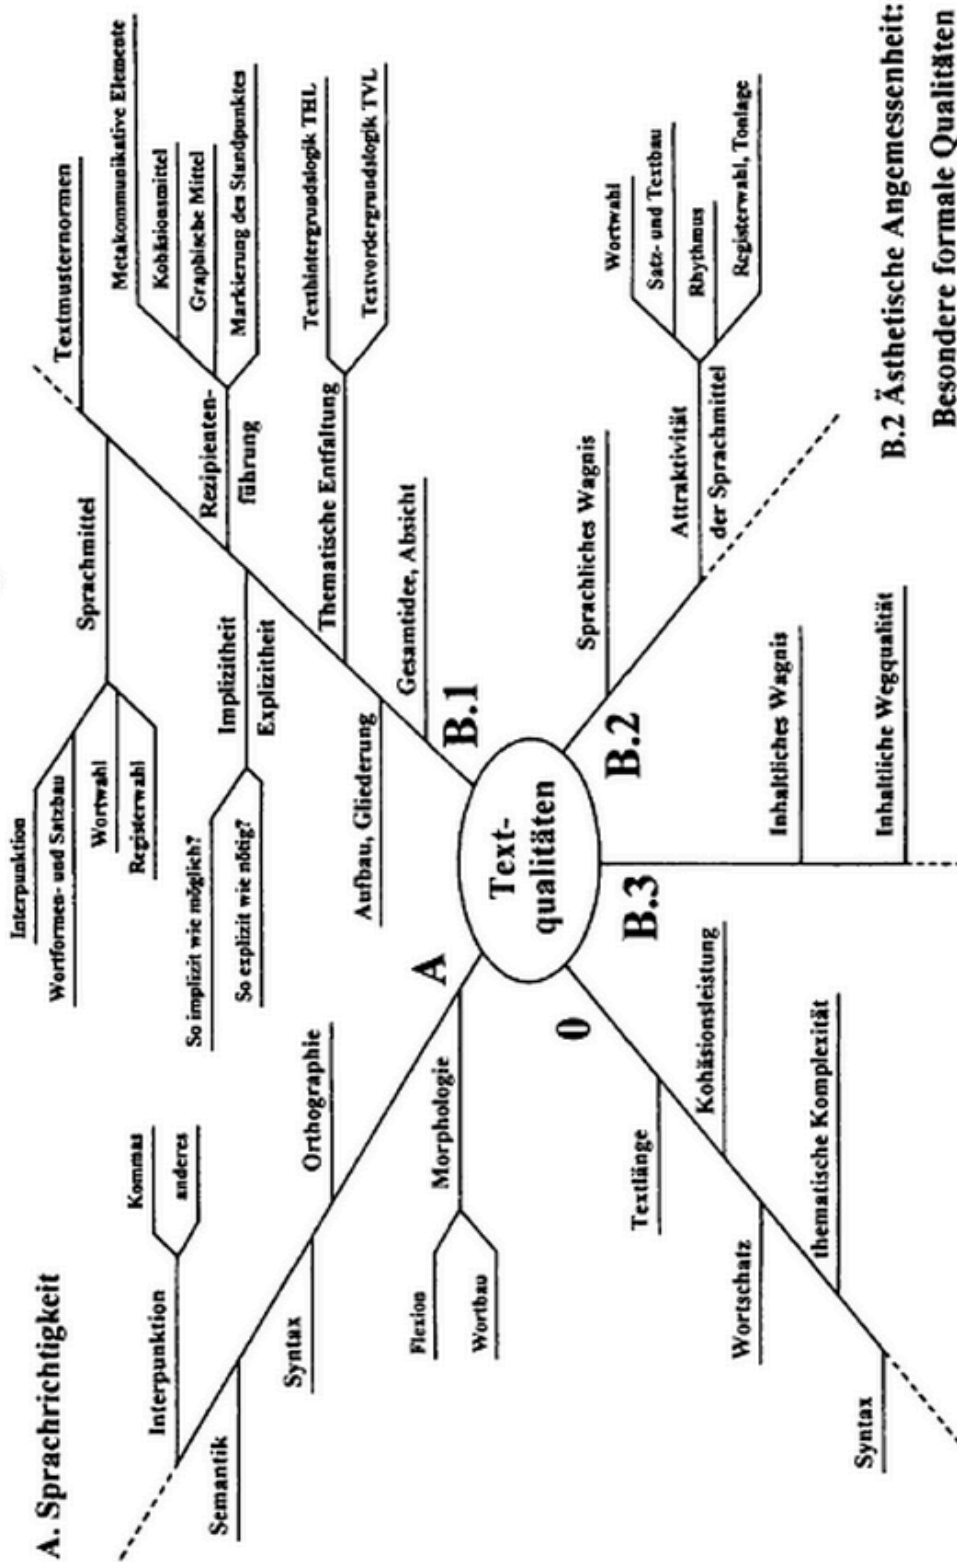 A. Sprachrichtigkeit
Interpunktion
Kommas
anderes
Semantik
Syntax
Orthographie
Morphologie
Flexion
Wortbau
A
Interpunktion
Wortformen- und Satzbau
Wortwahl
Registerwahl
Sprachmittel
Textmusternormen
So implizit wie möglich?
So explizit wie nötig?
Implizitheit
Explizitheit
Rezipienten-
führung
Metakommunikative Elemente
Kohäsionsmittel
Graphische Mittel
Markierung des Standpunktes
Thematische Entfaltung
Texthintergrundslogik THL
Textvordergrundslogik TVL
Aufbau, Gliederung
Gesamtidee, Absicht
B.1
Text-
qualitäten
0
Textlänge
Kohäsionsleistung
Wortschatz
thematische Komplexität
Syntax
B.3
Inhaltliches Wagnis
Inhaltliche Wegqualität
B.2
Sprachliches Wagnis
Attraktivität
der Sprachmittel
Wortwahl
Satz- und Textbau
Rhythmus
Registerwahl, Tonlage
B.2 Ästhetische Angemessenheit:
Besondere formale Qualitäten